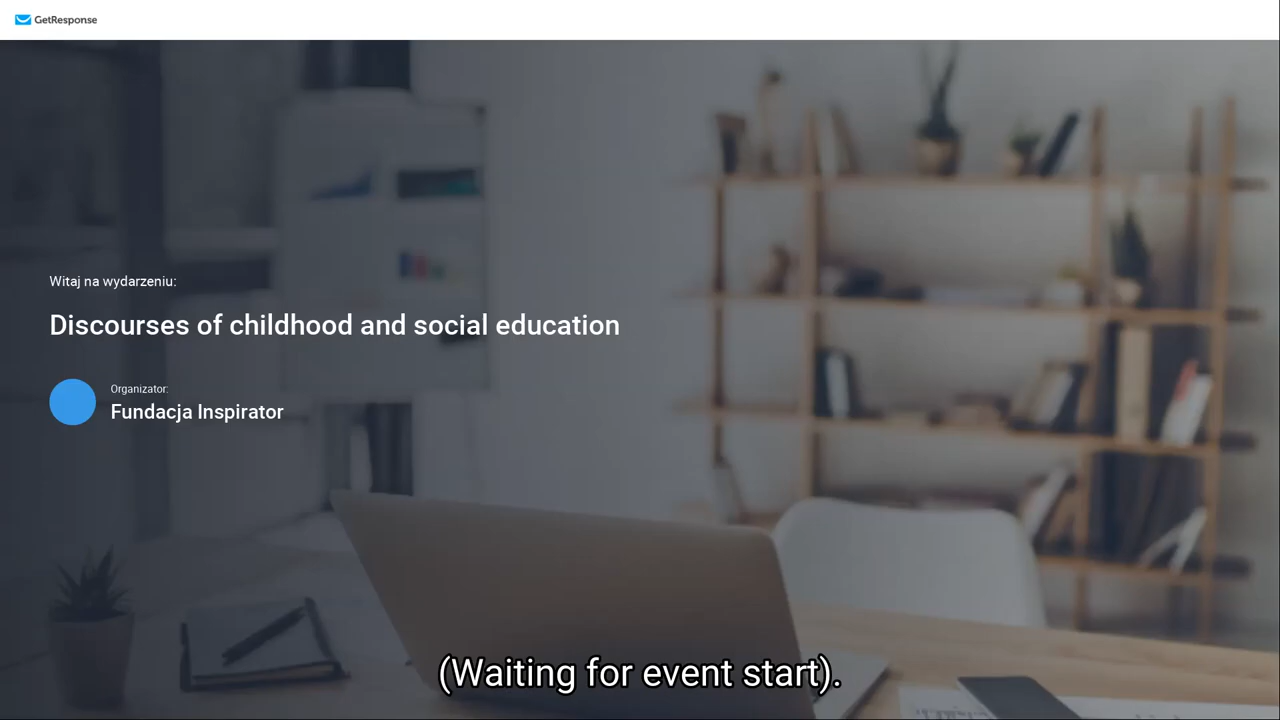 GetResponse
Witaj na wydarzeniu:
Discourses of childhood and social education
Organizator:
Fundacja Inspirator
(Waiting for event start).